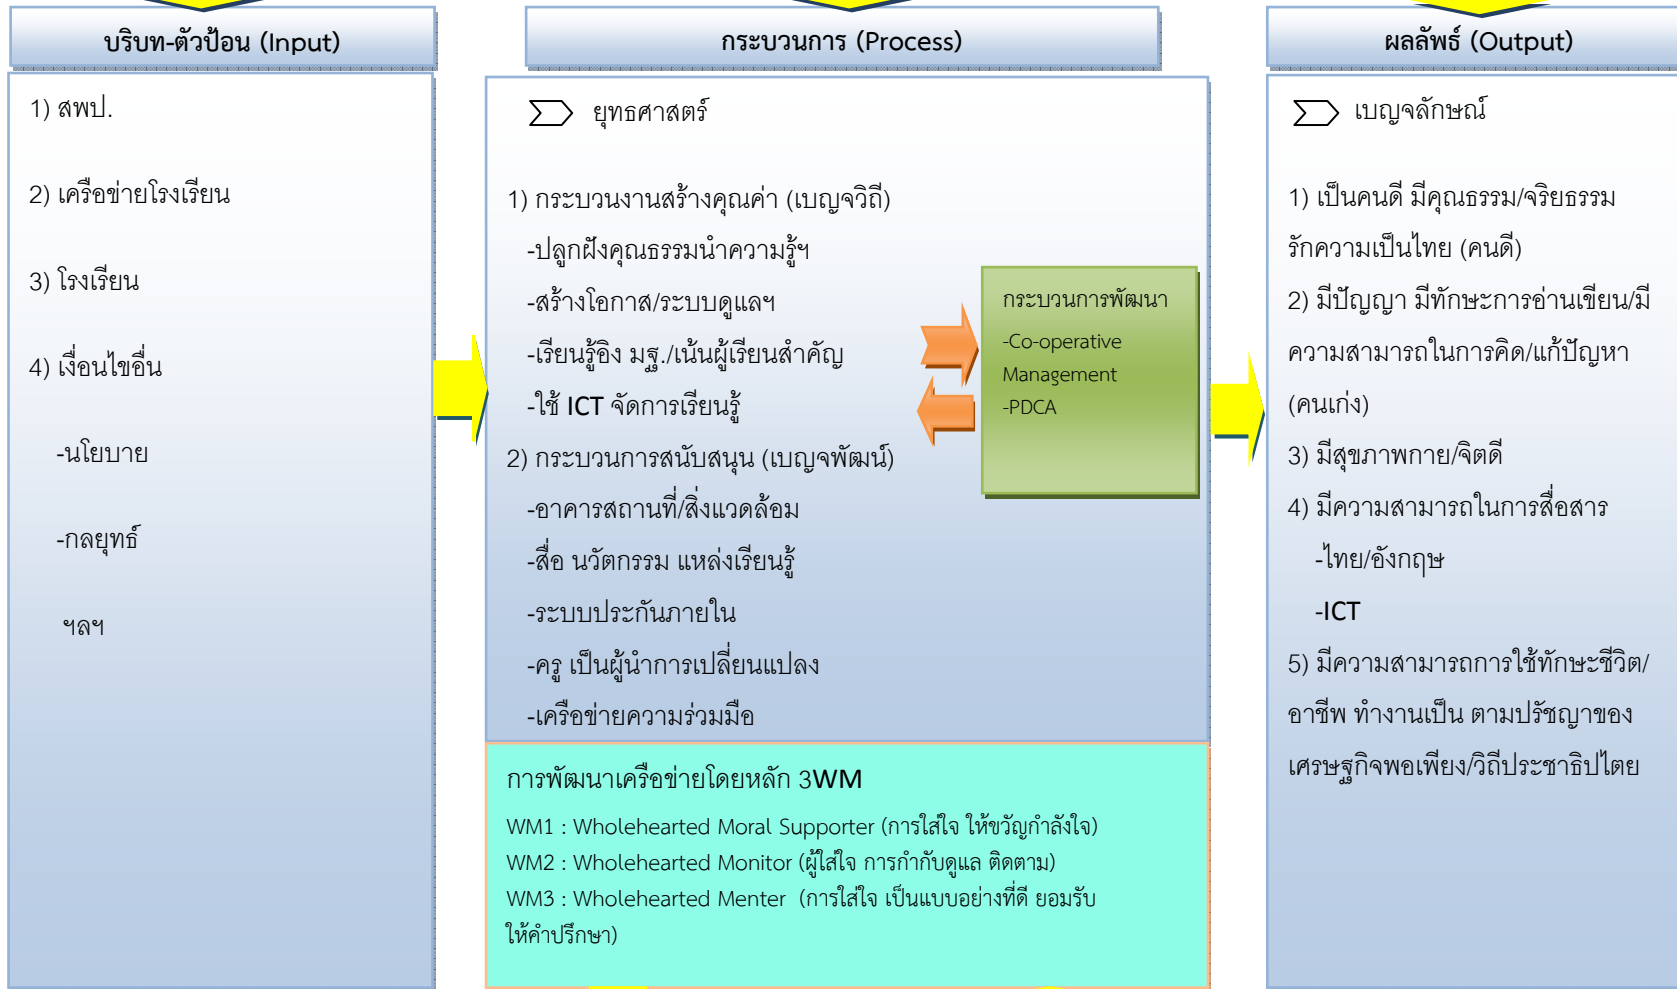 บริบท-ตัวป้อน (Input)
1) สพป.
2) เครือข่ายโรงเรียน
3) โรงเรียน
4) เงื่อนไขอื่น
-นโยบาย
-กลยุทธ์
ฯลฯ
กระบวนการ (Process)
ยุทธศาสตร์
1) กระบวนงานสร้างคุณค่า (เบญจวิถี)
-ปลูกฝังคุณธรรมนำความรู้ฯ
-สร้างโอกาส/ระบบดูแลฯ
-เรียนรู้อิง มฐ./เน้นผู้เรียนสำคัญ
-ใช้ ICT จัดการเรียนรู้
2) กระบวนการสนับสนุน (เบญจพัฒน์)
-อาคารสถานที่/สิ่งแวดล้อม
-สื่อ นวัตกรรม แหล่งเรียนรู้
-ระบบประกันภายใน
-ครู เป็นผู้นำการเปลี่ยนแปลง
-เครือข่ายความร่วมมือ
กระบวนการพัฒนา
-Co-operative
Management
-PDCA
การพัฒนาเครือข่ายโดยหลัก 3WM
WM1 : Wholehearted Moral Supporter (การใส่ใจ ให้ขวัญกำลังใจ)
WM2 : Wholehearted Monitor (ผู้ใส่ใจ การกำกับดูแล ติดตาม)
WM3 : Wholehearted Menter (การใส่ใจ เป็นแบบอย่างที่ดี ยอมรับ
ให้คำปรึกษา)
ผลลัพธ์ (Output)
เบญจลักษณ์
1) เป็นคนดี มีคุณธรรม/จริยธรรม
รักความเป็นไทย (คนดี)
2) มีปัญญา มีทักษะการอ่านเขียน/มี
ความสามารถในการคิด/แก้ปัญหา
(คนเก่ง)
3) มีสุขภาพกาย/จิตดี
4) มีความสามารถในการสื่อสาร
-ไทย/อังกฤษ
-ICT
5) มีความสามารถการใช้ทักษะชีวิต/
อาชีพ ทำงานเป็น ตามปรัชญาของ
เศรษฐกิจพอเพียง/วิถีประชาธิปไตย